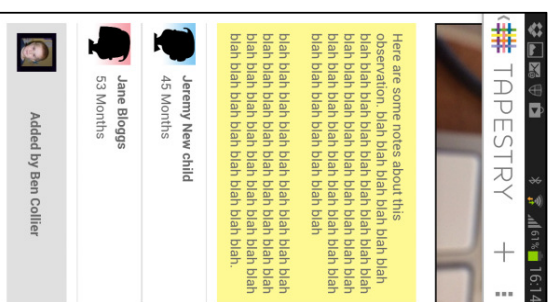 61% 16:14
TAPESTRY
Here are some notes about this
observation. blah blah blah blah blah blah
blah blah blah blah blah blah blah blah blah
blah blah blah blah blah blah blah blah blah
blah blah blah blah blah blah blah blah blah
blah blah blah blah blah blah blah
blah blah blah blah blah blah blah blah blah
blah blah blah blah blah blah blah blah blah
blah blah blah blah blah blah blah blah blah
blah blah blah blah blah blah blah blah.
Jeremy New child
45 Months
Jane Bloggs
53 Months
Added by Ben Collier